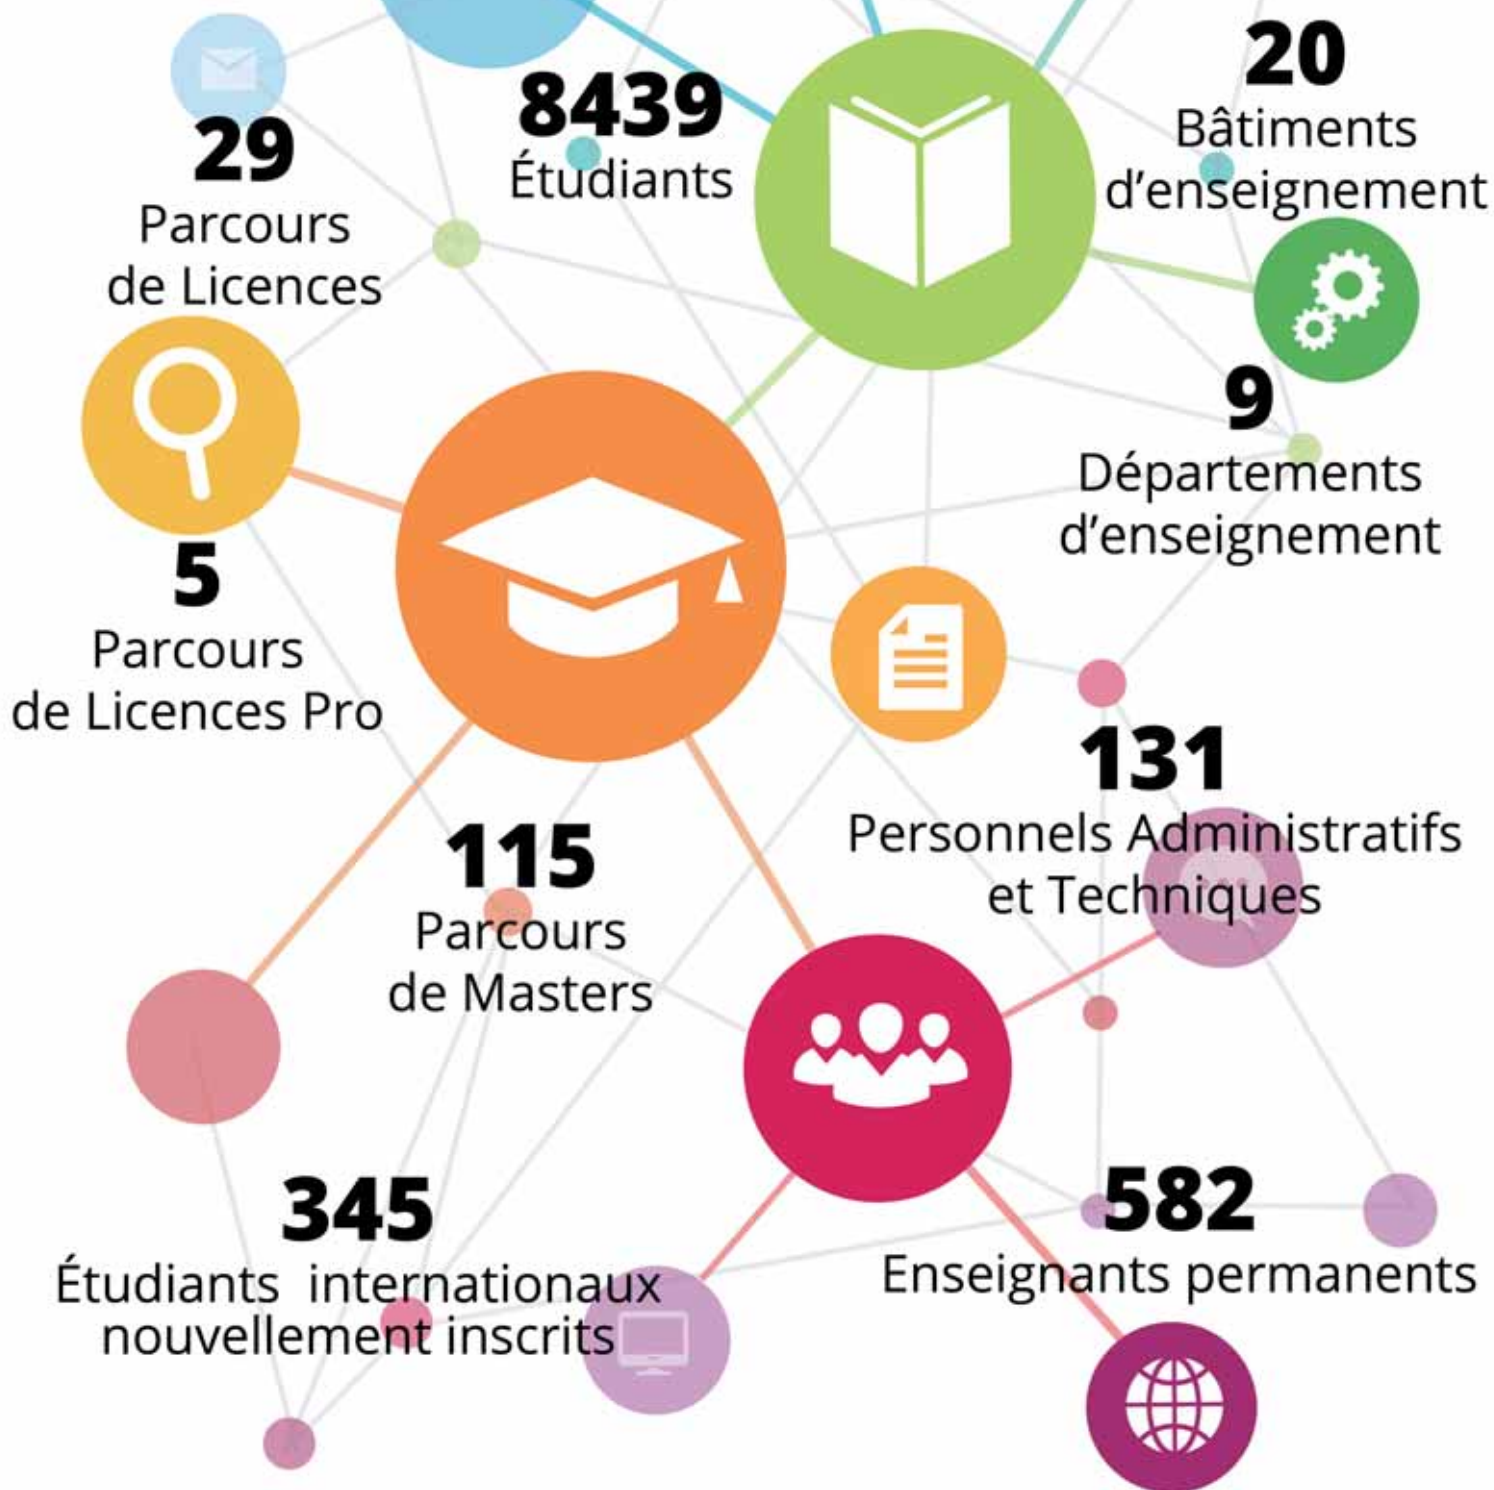 20
Bâtiments
d’enseignement
8439
Étudiants
29
Parcours
de Licences
9
Départements
d’enseignement
5
Parcours
de Licences Pro
131
Personnels Administratifs
et Techniques
115
Parcours
de Masters
345
Étudiants internationaux
nouvellement inscrits
582
Enseignants permanents